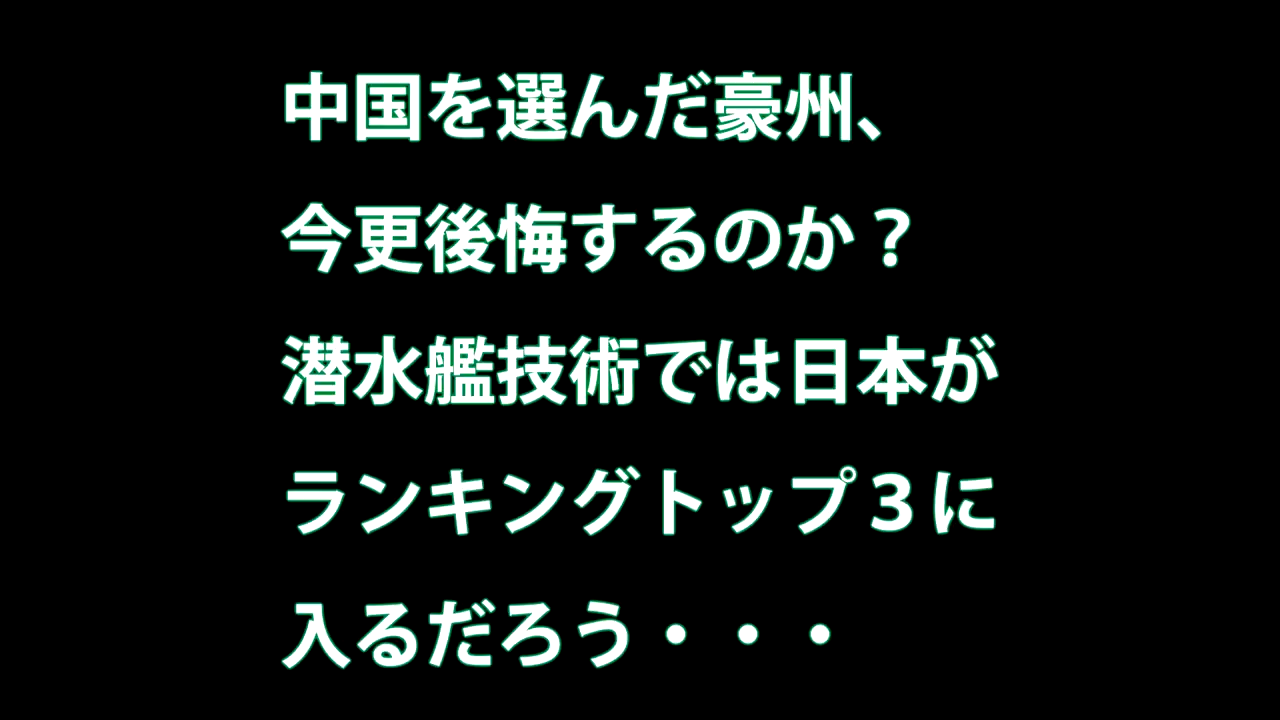 中国を選んだ豪州、
今更後悔するのか？
潜水艦技術では日本が
ランキングトップ３に
入るだろう・・・